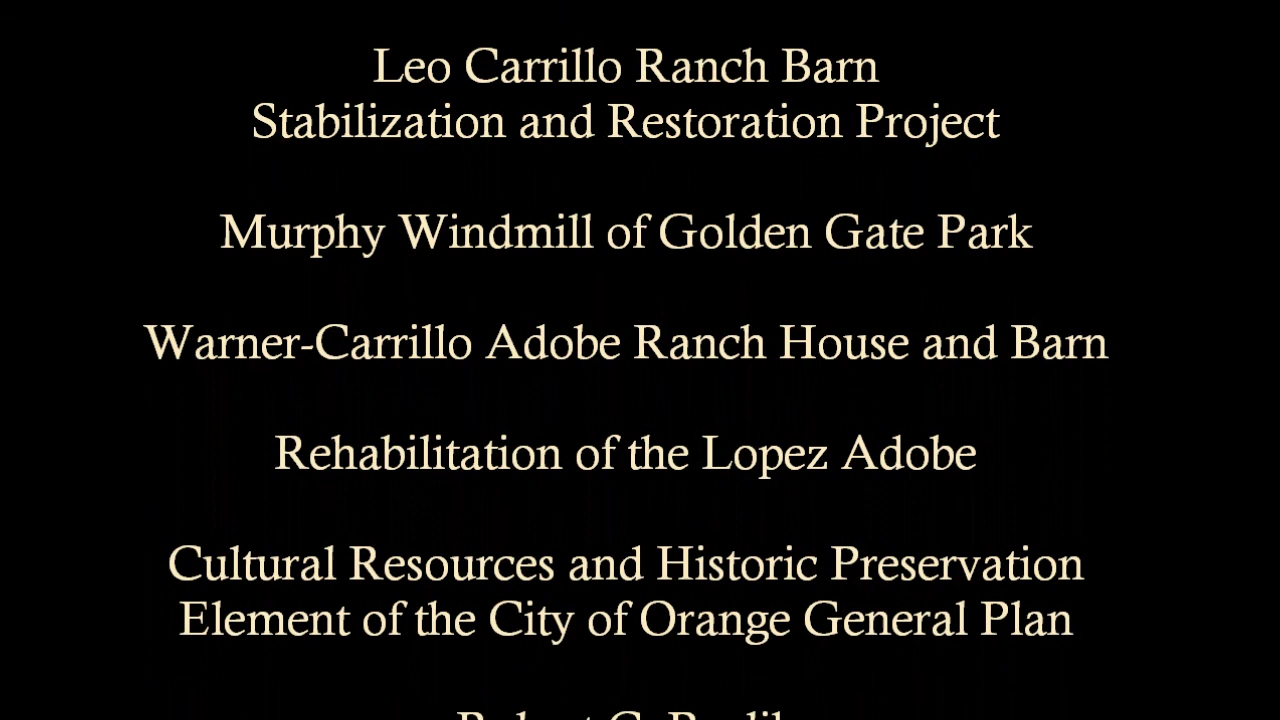 Leo Carrillo Ranch Barn
Stabilization and Restoration Project
Murphy Windmill of Golden Gate Park
Warner-Carrillo Adobe Ranch House and Barn
Rehabilitation of the Lopez Adobe
Cultural Resources and Historic Preservation
Element of the City of Orange General Plan
Robert G.